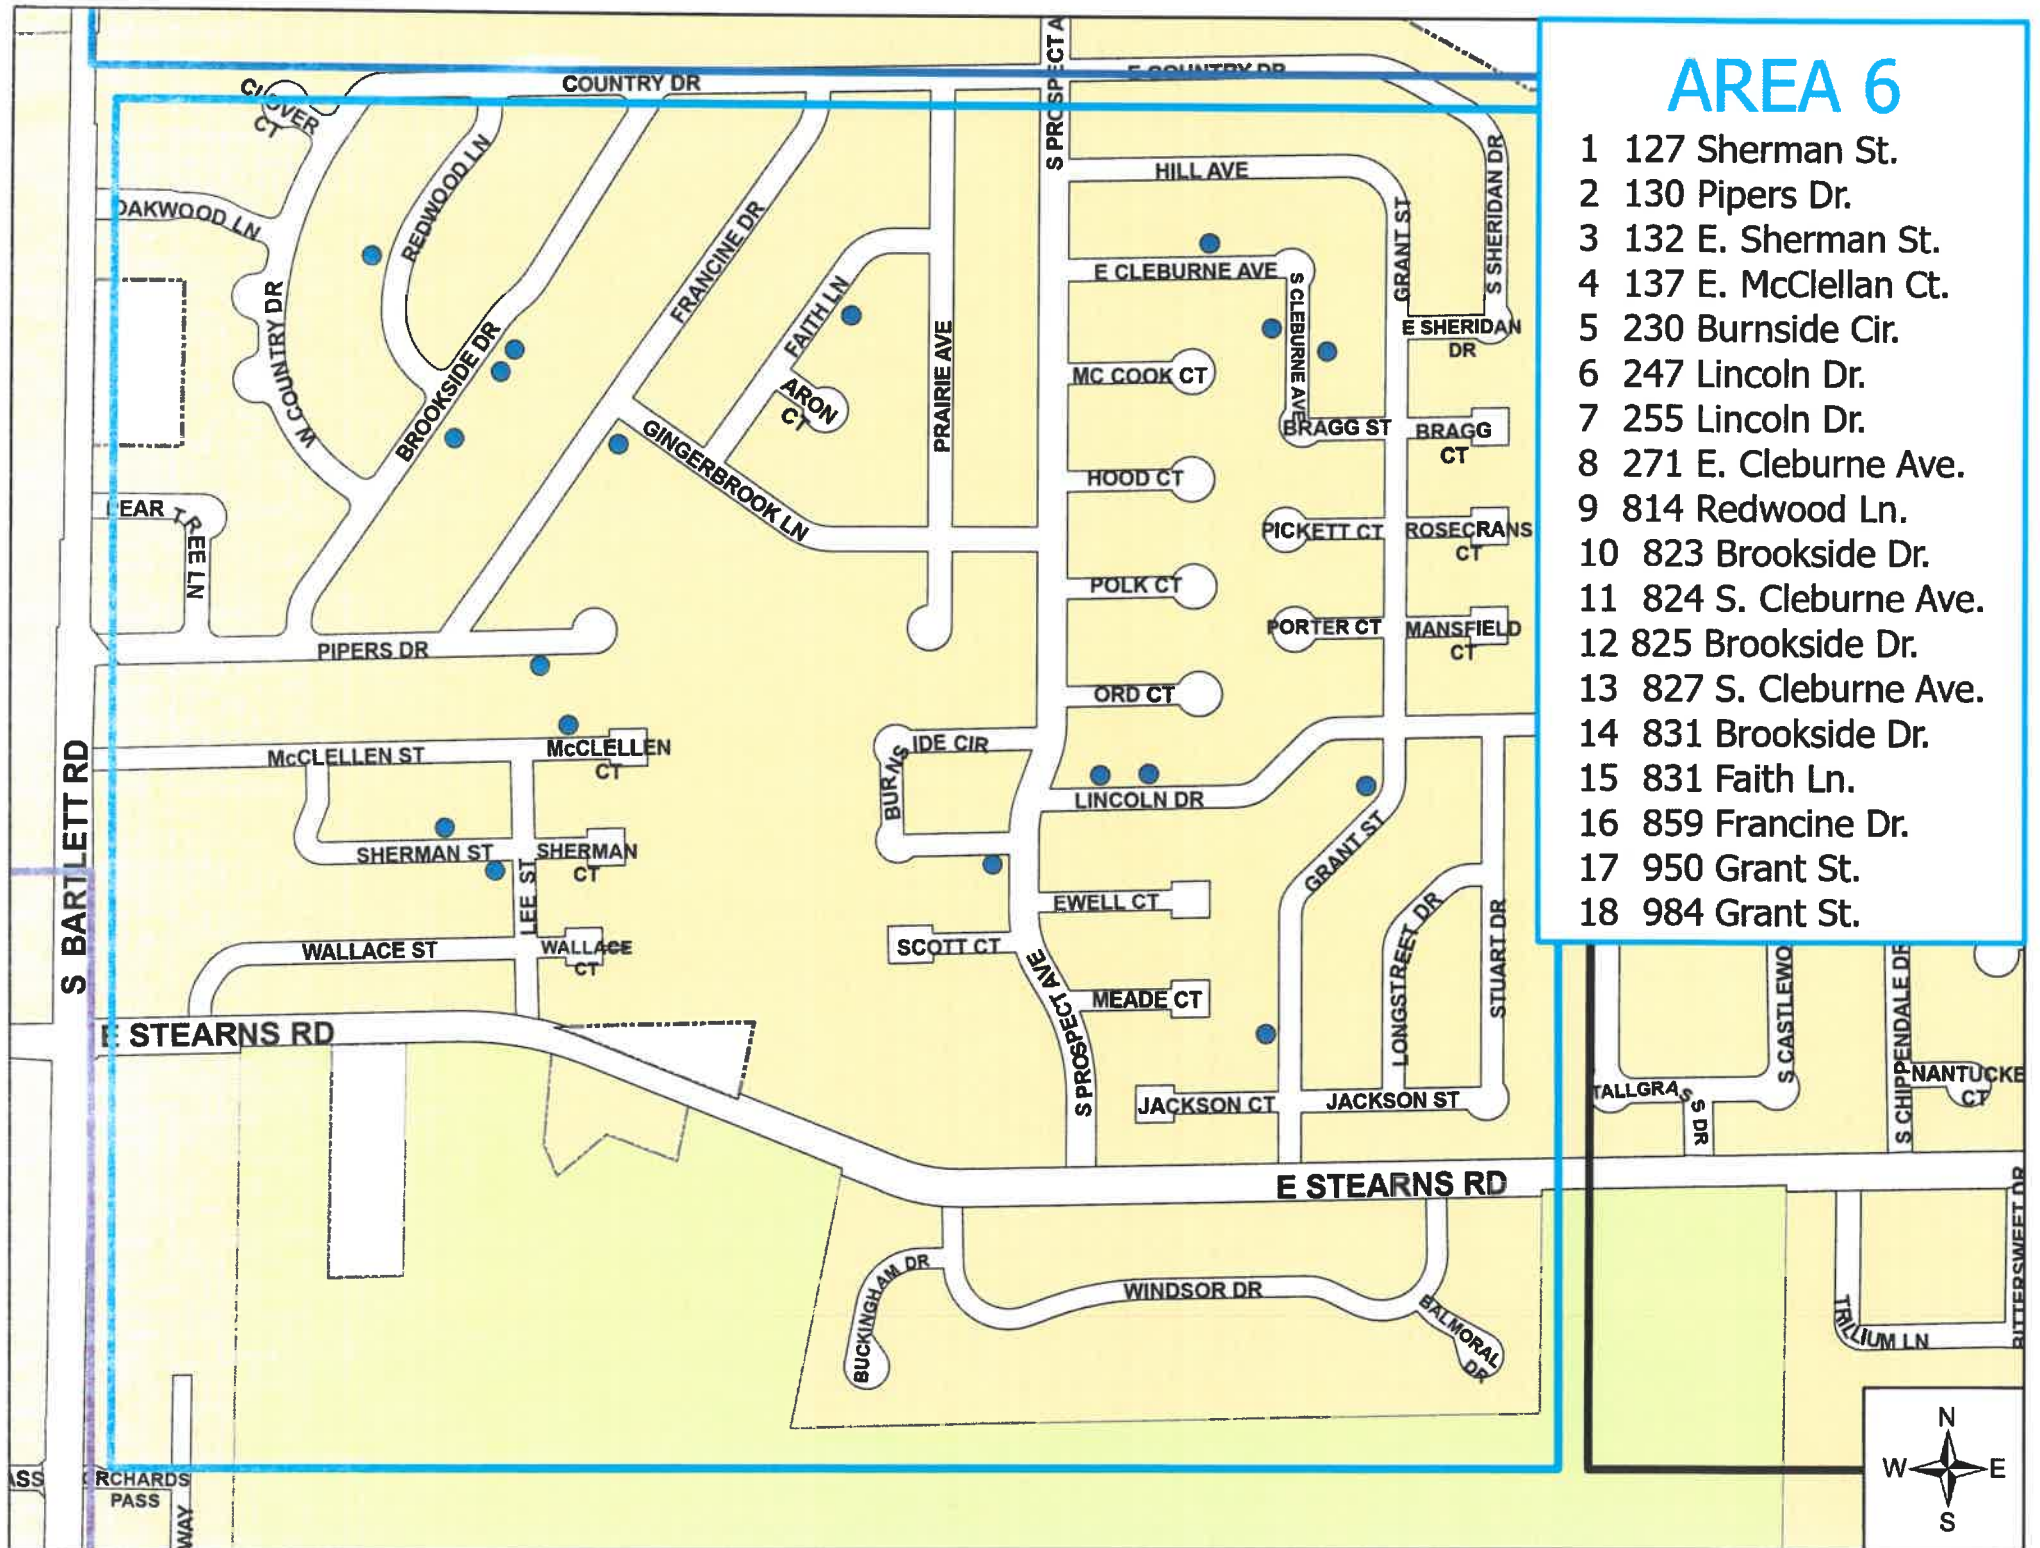 AREA 6
1 127 Sherman St.
2 130 Pipers Dr.
3 132 E. Sherman St.
4 137 E. McClellan Ct.
5 230 Burnside Cir.
6 247 Lincoln Dr.
7 255 Lincoln Dr.
8 271 E. Cleburne Ave.
9 814 Redwood Ln.
10 823 Brookside Dr.
11 824 S. Cleburne Ave.
12 825 Brookside Dr.
13 827 S. Cleburne Ave.
14 831 Brookside Dr.
15 831 Faith Ln.
16 859 Francine Dr.
17 950 Grant St.
18 984 Grant St.
COUNTRY DR
E COUNTRY DR
S PROSPECT A
CLOVER
CT
REDWOOD LN
HILL AVE
S SHERIDAN DR
OAKWOOD LN
FRANCINE DR
GRANT ST
E CLEBURNE AVE
S CLEBURNE AVE
W COUNTRY DR
FAITH LN
E SHERIDAN
DR
BROOKSIDE DR
PRAIRIE AVE
MC COOK CT
ARON
CT
GINGERBROOK LN
BRAGG ST
BRAGG
CT
HOOD CT
PEAR TREE LN
PICKETT CT
ROSECRANS
CT
POLK CT
PORTER CT
MANSFIELD
CT
PIPERS DR
ORD CT
S BARTLETT RD
McCLELLEN ST
McCLELLEN
CT
BURNS IDE CIR
LINCOLN DR
SHERMAN ST
SHERMAN
CT
GRANT ST
LEE ST
EWELL CT
LONGSTREET DR
STUART DR
WALLACE ST
WALLACE
CT
SCOTT CT
S PROSPECT AVE
MEADE CT
E STEARNS RD
JACKSON CT
JACKSON ST
S CASTLEWO
S CHIPPENDALE DR
TALLGRASS DR
NANTUCKE
CT
E STEARNS RD
BUCKINGHAM DR
WINDSOR DR
BALMORAL
DR
TRILLIUM LN
BITTERSWEET DR
ASS
RCHARDS
PASS
WAY
N
W E
S